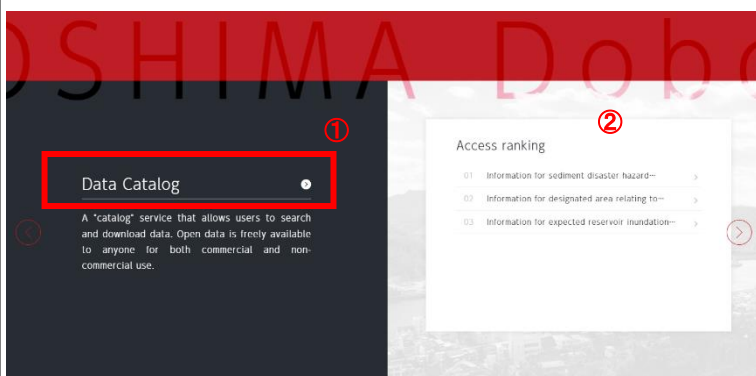 OSHIMA Dobo
①
Data Catalog
A "catalog" service that allows users to search
and download data. Open data is freely available
to anyone for both commercial and non-
commercial use.
②
Access ranking
01 Information for sediment disaster hazard…
02 Information for designated area relating to…
03 Information for expected reservoir inundation…